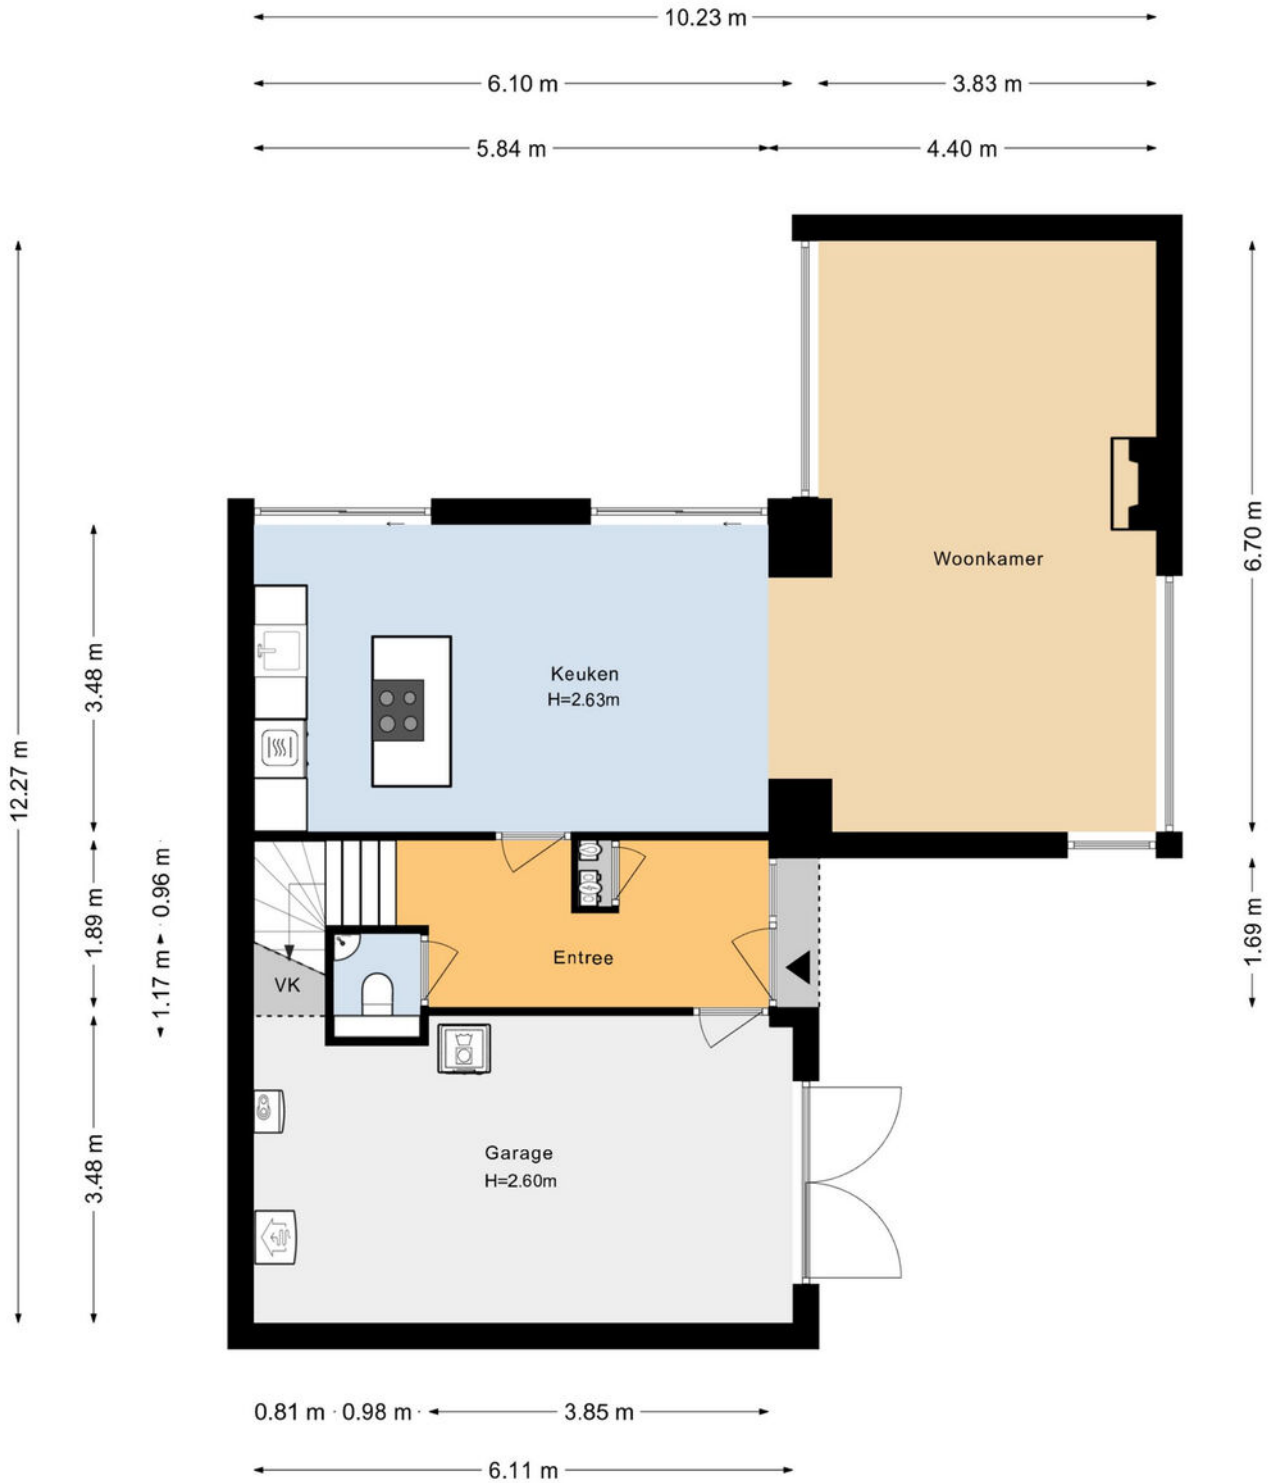 10.23 m
6.10 m
3.83 m
5.84 m
4.40 m
12.27 m
3.48 m
1.89 m
3.48 m
0.96 m
1.17 m
6.70 m
1.69 m
Woonkamer
Keuken
H=2.63m
Entree
VK
Garage
H=2.60m
0.81 m
0.98 m
3.85 m
6.11 m